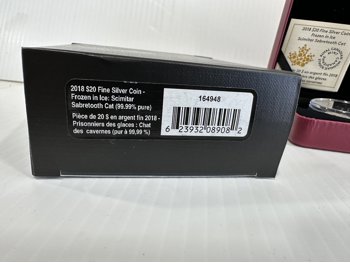 2018 $20 Fine Silver Coin -
Frozen in Ice: Scimitar
Sabretooth Cat (99.99% pure)
Pièce de 20 $ en argent fin 2018 -
Prisonniers des glaces : Chat
des cavernes (pur à 99,99 %)
164948
6 23932 08908 2
2018 $20 Fine Silver Coin
Frozen in Ice
Scimitar Sabretooth Cat